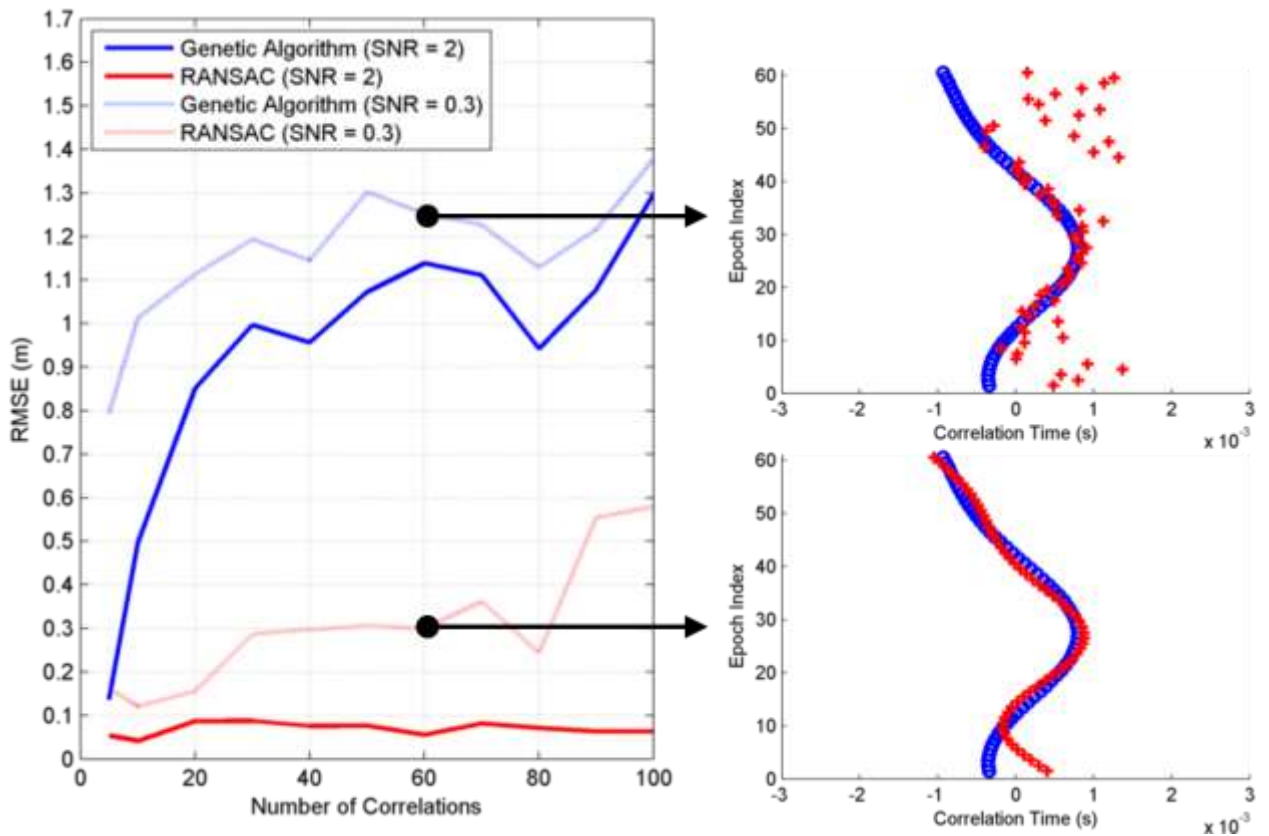 1.7
1.6
1.5
1.4
1.3
1.2
1.1
1
0.9
0.8
0.7
0.6
0.5
0.4
0.3
0.2
0.1
0
RMSE (m)
Genetic Algorithm (SNR = 2)
RANSAC (SNR = 2)
Genetic Algorithm (SNR = 0.3)
RANSAC (SNR = 0.3)
0 20 40 60 80 100
Number of Correlations
60
50
40
30
20
10
0
Epoch Index
-3 -2 -1 0 1 2 3
Correlation Time (s)
x 10-3
60
50
40
30
20
10
0
Epoch Index
-3 -2 -1 0 1 2 3
Correlation Time (s)
x 10-3